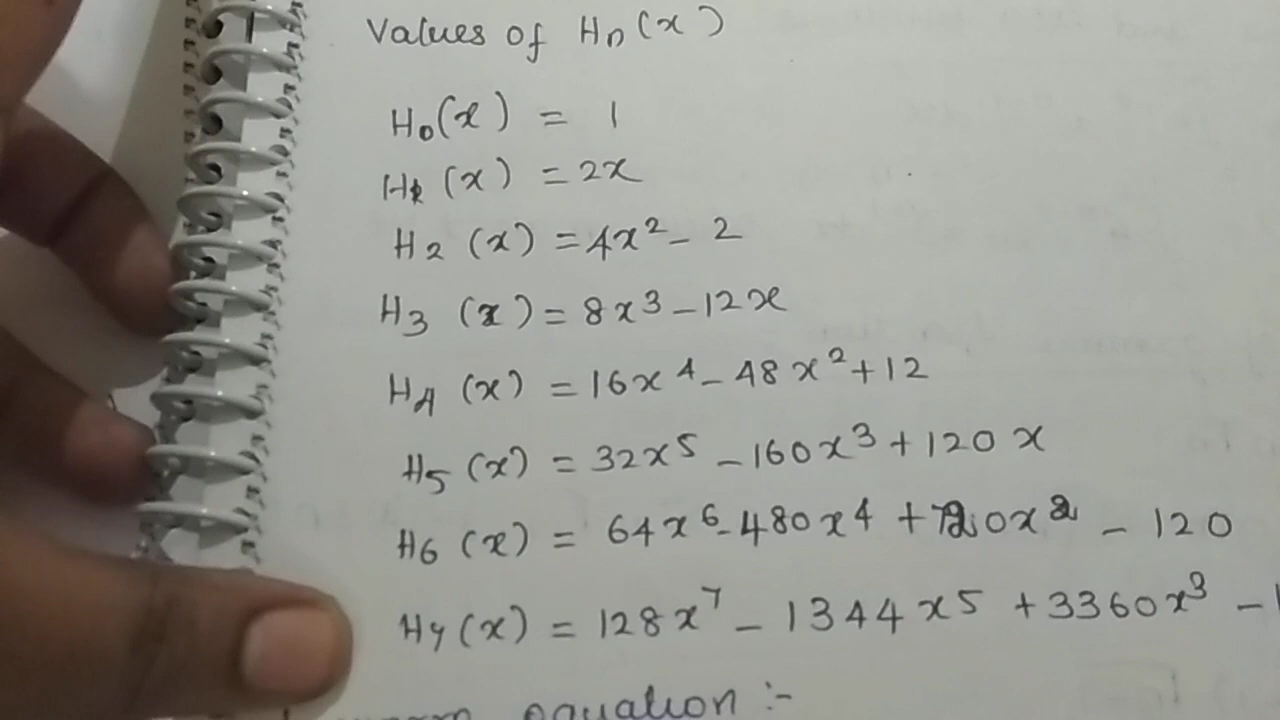 Values of Hn(x)
H0(x) = 1
H1(x) = 2x
H2(x) = 4x² - 2
H3(x) = 8x³ - 12x
H4(x) = 16x⁴ - 48x² + 12
H5(x) = 32x⁵ - 160x³ + 120x
H6(x) = 64x⁶ - 480x⁴ + 720x² - 120
H7(x) = 128x⁷ - 1344x⁵ + 3360x³ - 1
equation :-